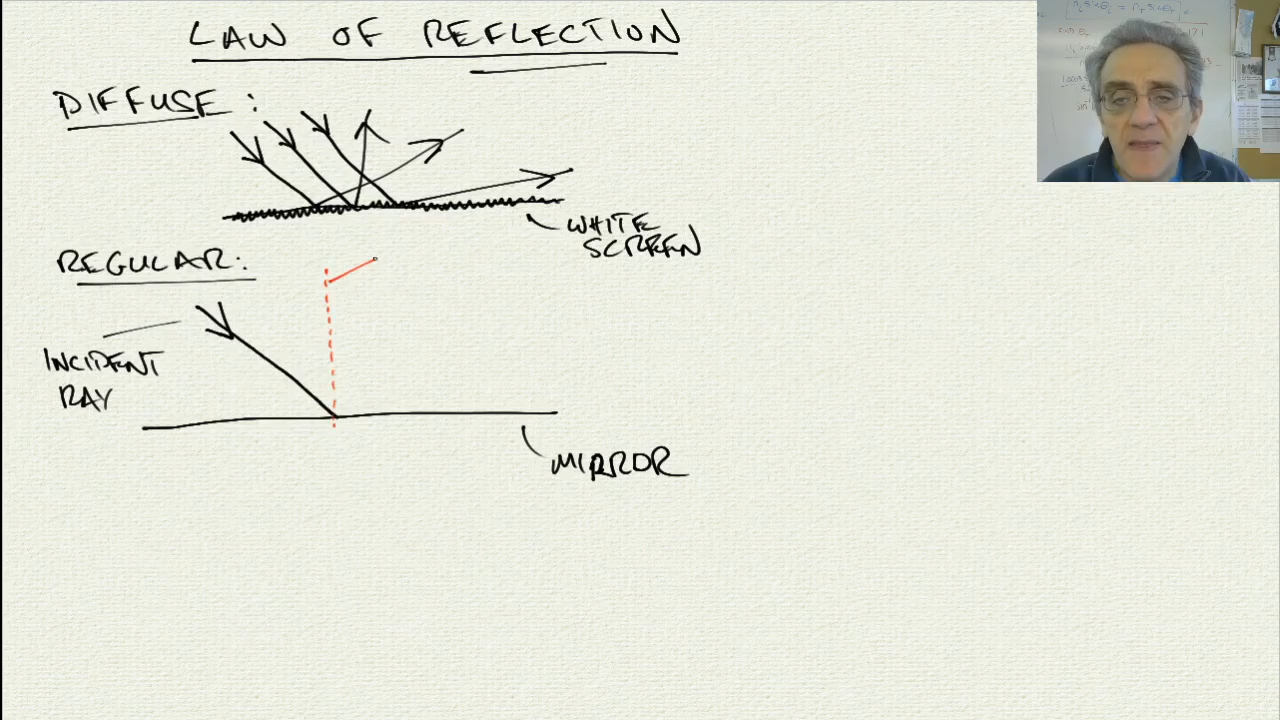 LAW OF REFLECTION
DIFFUSE:
WHITE
SCREEN
REGULAR:
INCIDENT
RAY
MIRROR